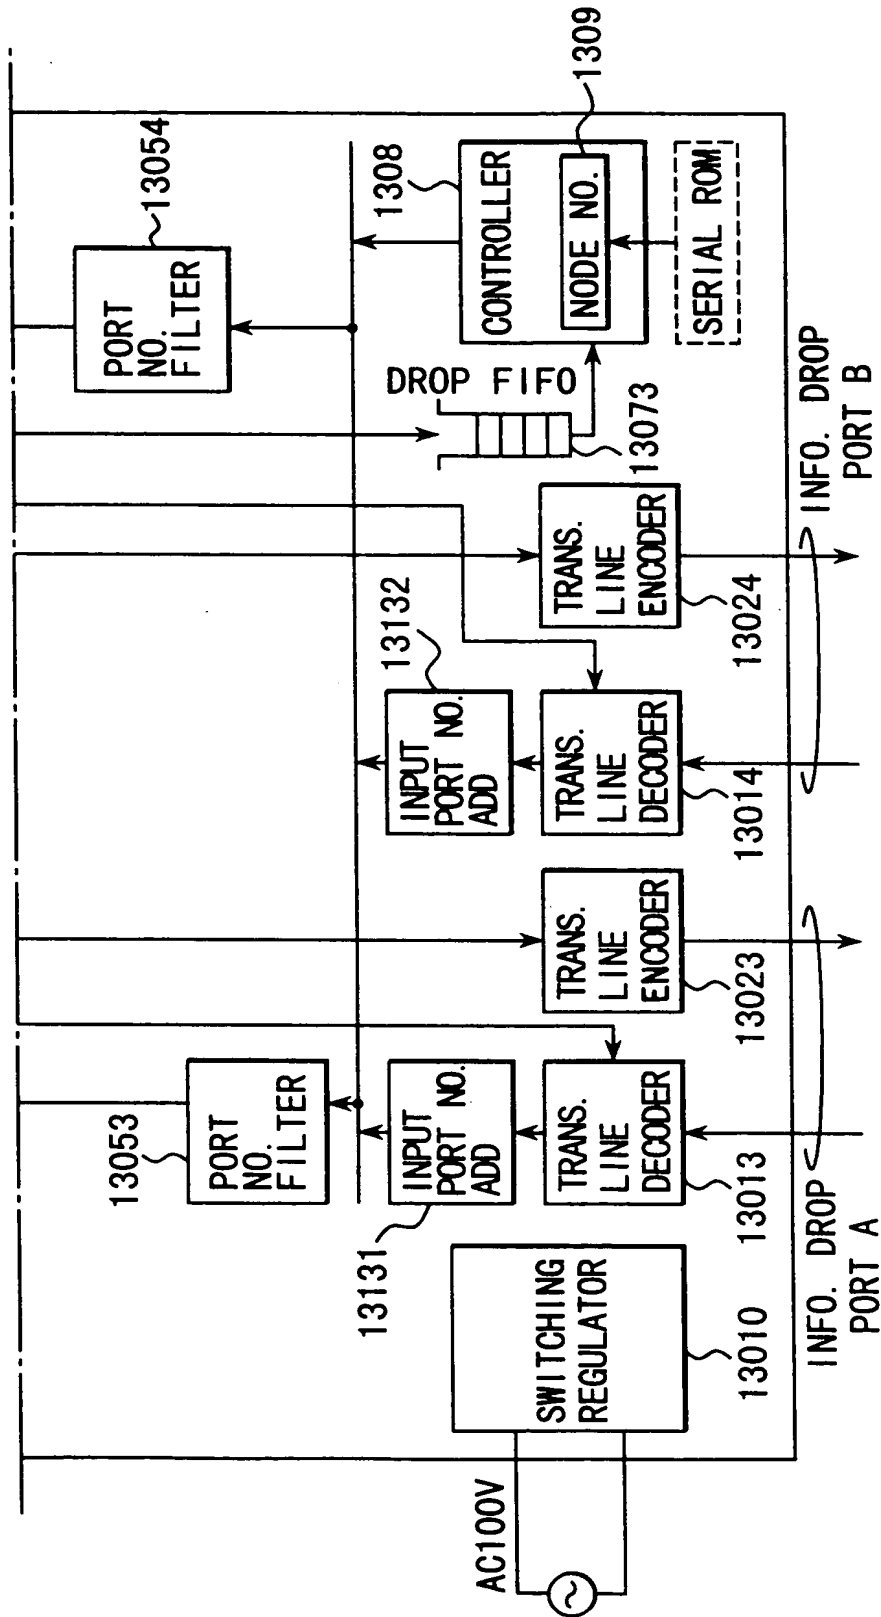 13054
PORT
NO.
FILTER
1308
1309
CONTROLLER
NODE NO.
SERIAL ROM
DROP FIFO
13073
13053
PORT
NO.
FILTER
13131
INPUT
PORT NO.
ADD
13132
INPUT
PORT NO.
ADD
TRANS.
LINE
DECODER
13013
TRANS.
LINE
ENCODER
13023
TRANS.
LINE
DECODER
13014
TRANS.
LINE
ENCODER
13024
AC100V
SWITCHING
REGULATOR
13010
INFO. DROP
PORT A
INFO. DROP
PORT B